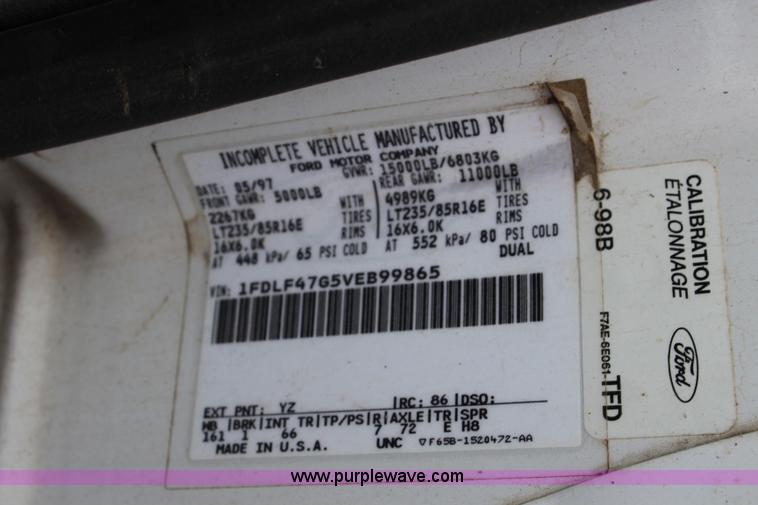 INCOMPLETE VEHICLE MANUFACTURED BY
FORD MOTOR COMPANY
DATE: 05/97 GVWR: 15000LB/6803KG
FRONT GAWR: 5000LB REAR GAWR: 11000LB
2267KG WITH 4989KG WITH
LT235/85R16E TIRES LT235/85R16E TIRES
16X6.0K RIMS 16X6.0K RIMS
AT 448 kPa/ 65 PSI COLD AT 552 kPa/ 80 PSI COLD
DUAL
VIN: 1FDLF47G5VEB99865
EXT PNT: YZ |RC: 86 |DSO:
WB |BRK|INT TR|TP/PS|R|AXLE|TR|SPR
161 1 66 7 72 E H8
MADE IN U.S.A. UNC ▽F65B-1520472-AA
CALIBRATION
ÉTALONNAGE
6-98B
F7AE-6E061-TFD
Ford
www.purplewave.com